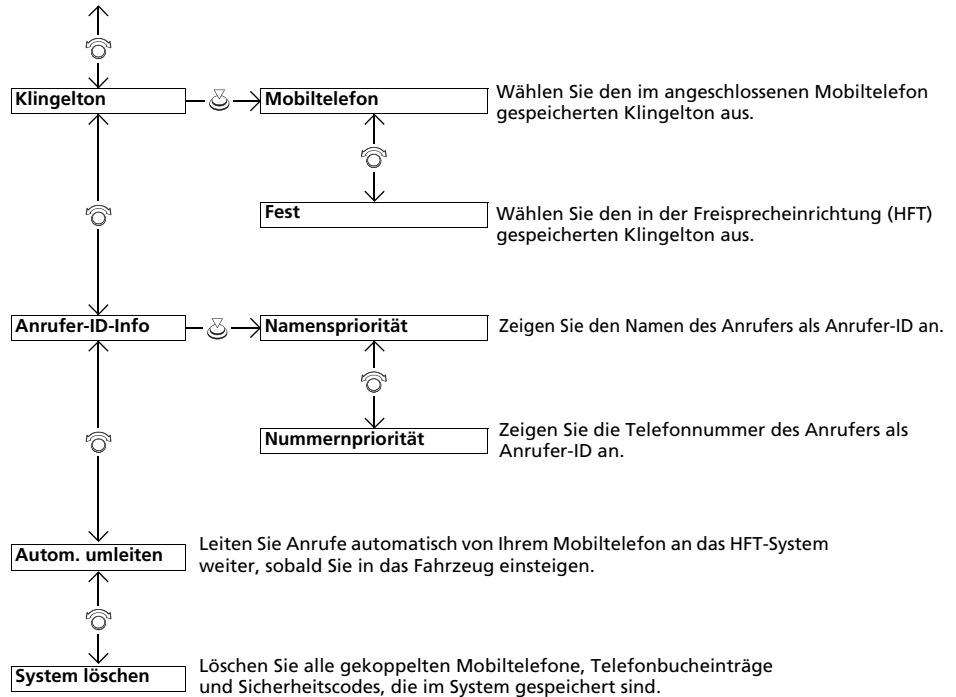 Klingelton
Mobiltelefon
Wählen Sie den im angeschlossenen Mobiltelefon
gespeicherten Klingelton aus.
Fest
Wählen Sie den in der Freisprecheinrichtung (HFT)
gespeicherten Klingelton aus.
Anrufer-ID-Info
Namenspriorität
Zeigen Sie den Namen des Anrufers als Anrufer-ID an.
Nummernpriorität
Zeigen Sie die Telefonnummer des Anrufers als
Anrufer-ID an.
Autom. umleiten
Leiten Sie Anrufe automatisch von Ihrem Mobiltelefon an das HFT-System
weiter, sobald Sie in das Fahrzeug einsteigen.
System löschen
Löschen Sie alle gekoppelten Mobiltelefone, Telefonbucheinträge
und Sicherheitscodes, die im System gespeichert sind.